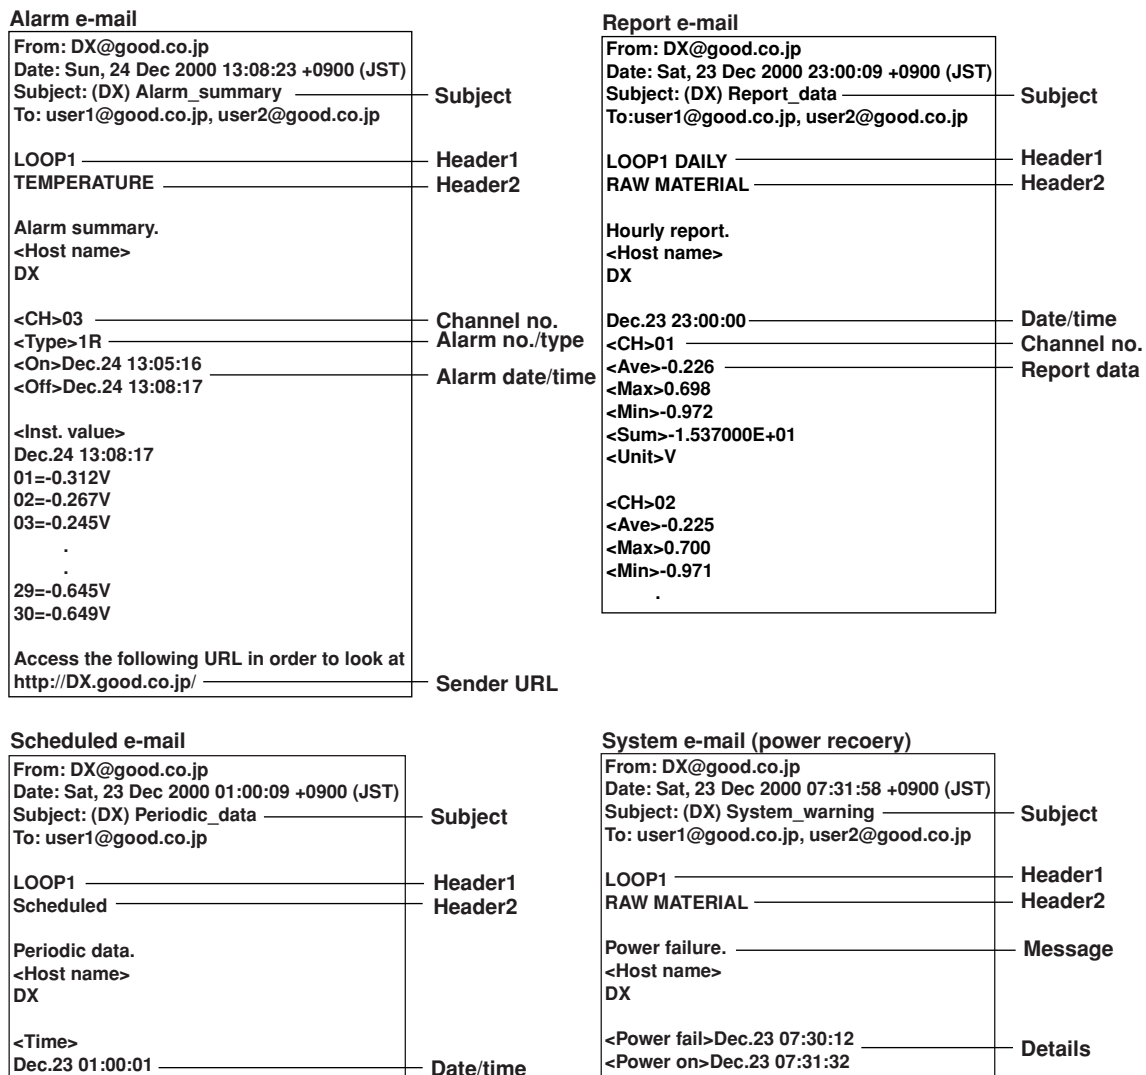 Alarm e-mail
From: DX@good.co.jp
Date: Sun, 24 Dec 2000 13:08:23 +0900 (JST)
Subject: (DX) Alarm_summary
Subject
To: user1@good.co.jp, user2@good.co.jp
LOOP1
Header1
TEMPERATURE
Header2
Alarm summary.
<Host name>
DX
<CH>03
Channel no.
<Type>1R
Alarm no./type
<On>Dec.24 13:05:16
<Off>Dec.24 13:08:17
Alarm date/time
<Inst. value>
Dec.24 13:08:17
01=-0.312V
02=-0.267V
03=-0.245V
.
.
29=-0.645V
30=-0.649V
Access the following URL in order to look at
http://DX.good.co.jp/
Sender URL
Report e-mail
From: DX@good.co.jp
Date: Sat, 23 Dec 2000 23:00:09 +0900 (JST)
Subject: (DX) Report_data
Subject
To:user1@good.co.jp, user2@good.co.jp
LOOP1 DAILY
Header1
RAW MATERIAL
Header2
Hourly report.
<Host name>
DX
Dec.23 23:00:00
Date/time
<CH>01
Channel no.
<Ave>-0.226
Report data
<Max>0.698
<Min>-0.972
<Sum>-1.537000E+01
<Unit>V
<CH>02
<Ave>-0.225
<Max>0.700
<Min>-0.971
.
Scheduled e-mail
From: DX@good.co.jp
Date: Sat, 23 Dec 2000 01:00:09 +0900 (JST)
Subject: (DX) Periodic_data
Subject
To: user1@good.co.jp
LOOP1
Header1
Scheduled
Header2
Periodic data.
<Host name>
DX
<Time>
Dec.23 01:00:01
Date/time
System e-mail (power recoery)
From: DX@good.co.jp
Date: Sat, 23 Dec 2000 07:31:58 +0900 (JST)
Subject: (DX) System_warning
Subject
To: user1@good.co.jp, user2@good.co.jp
LOOP1
Header1
RAW MATERIAL
Header2
Power failure.
Message
<Host name>
DX
<Power fail>Dec.23 07:30:12
<Power on>Dec.23 07:31:32
Details